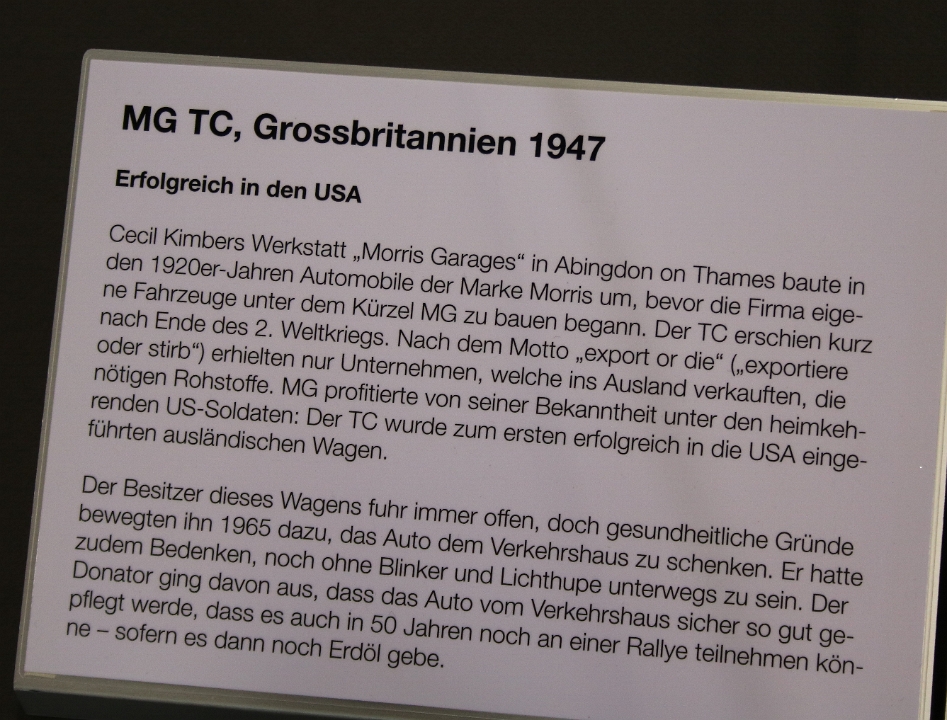 MG TC, Grossbritannien 1947
Erfolgreich in den USA
Cecil Kimbers Werkstatt „Morris Garages“ in Abingdon on Thames baute in
den 1920er-Jahren Automobile der Marke Morris um, bevor die Firma eige-
ne Fahrzeuge unter dem Kürzel MG zu bauen begann. Der TC erschien kurz
nach Ende des 2. Weltkriegs. Nach dem Motto „export or die“ („exportiere
oder stirb“) erhielten nur Unternehmen, welche ins Ausland verkauften, die
nötigen Rohstoffe. MG profitierte von seiner Bekanntheit unter den heimkeh-
renden US-Soldaten: Der TC wurde zum ersten erfolgreich in die USA einge-
führten ausländischen Wagen.
Der Besitzer dieses Wagens fuhr immer offen, doch gesundheitliche Gründe
bewegten ihn 1965 dazu, das Auto dem Verkehrshaus zu schenken. Er hatte
zudem Bedenken, noch ohne Blinker und Lichthupe unterwegs zu sein. Der
Donator ging davon aus, dass das Auto vom Verkehrshaus sicher so gut ge-
pflegt werde, dass es auch in 50 Jahren noch an einer Rallye teilnehmen kön-
ne – sofern es dann noch Erdöl gebe.